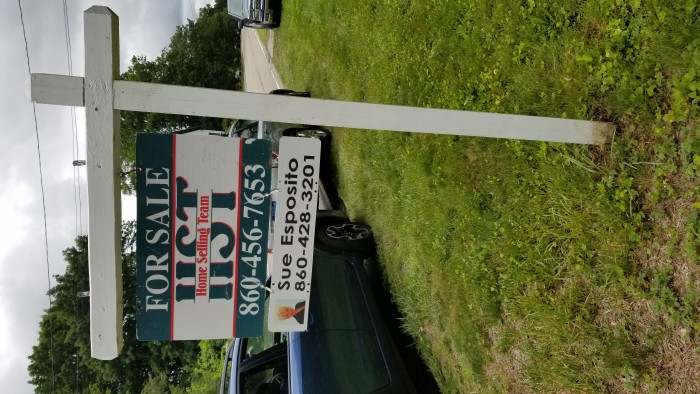 FOR SALE
HST
Home Selling Team
860-456-7653
Sue Esposito
860-428-3201